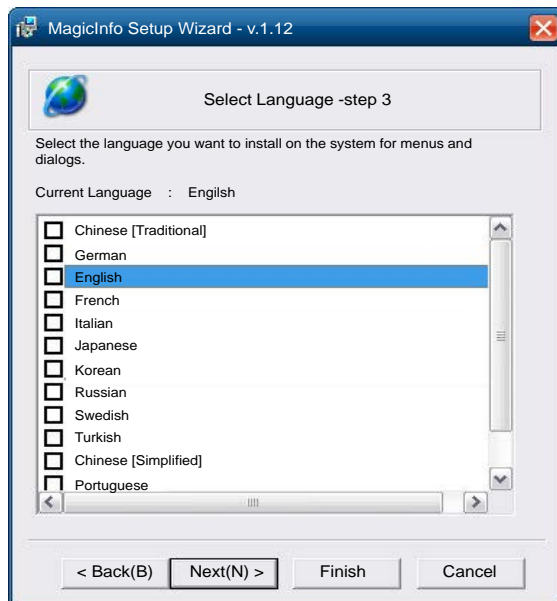 MagicInfo Setup Wizard - v.1.12
Select Language -step 3
Select the language you want to install on the system for menus and
dialogs.
Current Language : Engilsh
Chinese [Traditional]
German
English
French
Italian
Japanese
Korean
Russian
Swedish
Turkish
Chinese [Simplified]
Portuguese
< Back(B) Next(N) > Finish Cancel